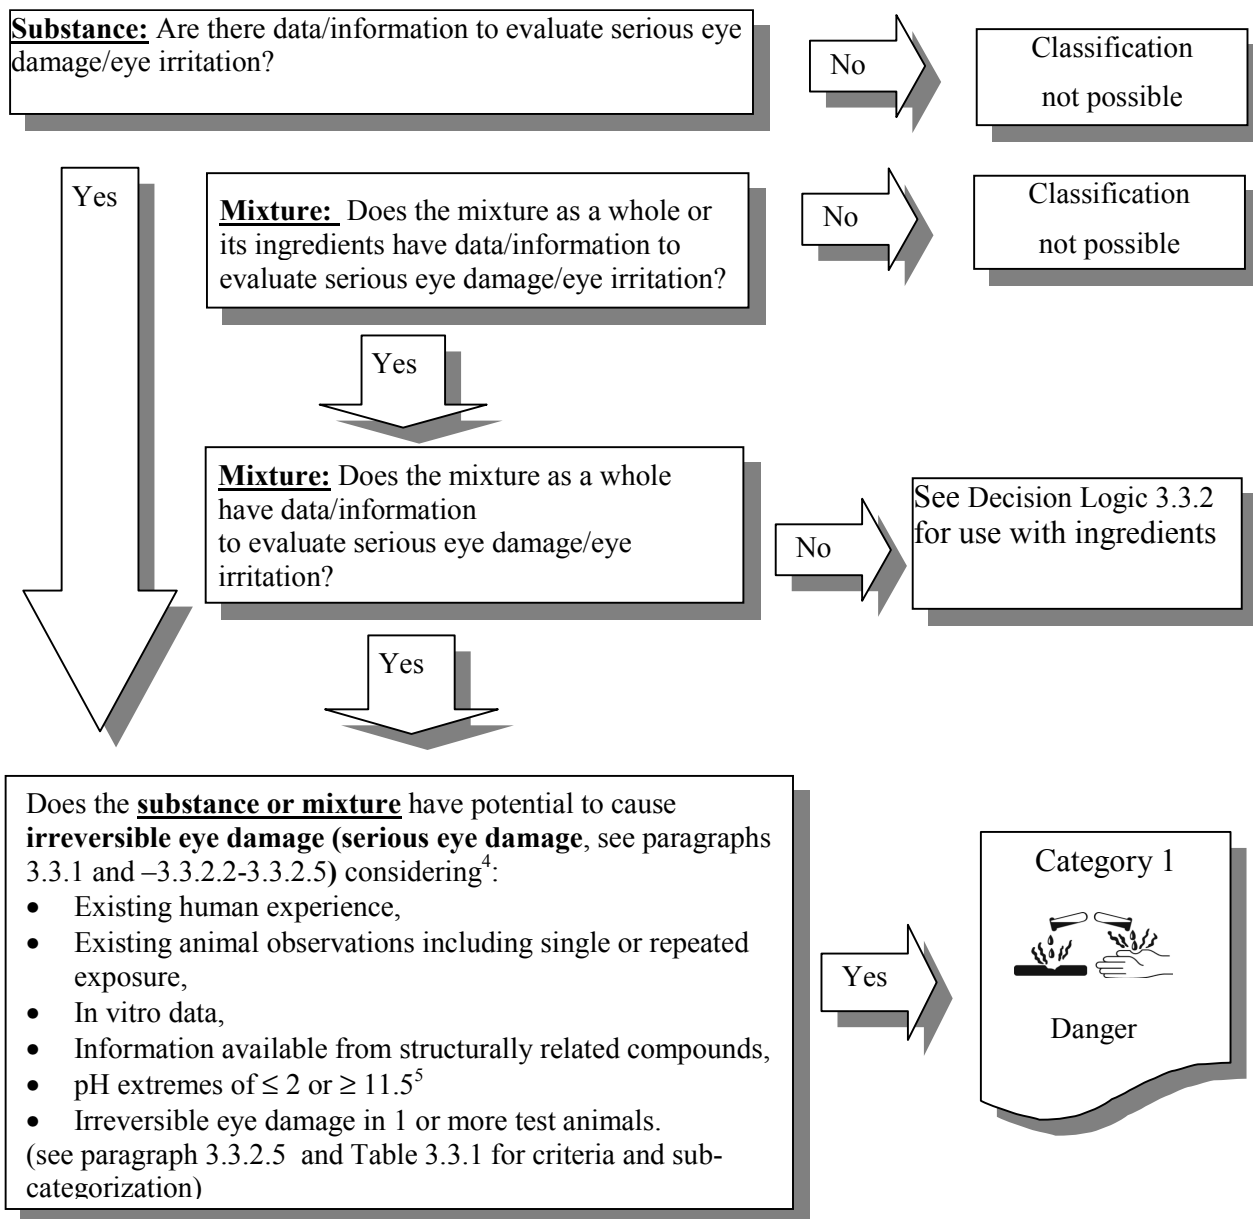 Substance: Are there data/information to evaluate serious eye
damage/eye irritation?
No
Classification
not possible
Yes
Mixture: Does the mixture as a whole or
its ingredients have data/information to
evaluate serious eye damage/eye irritation?
No
Classification
not possible
Yes
Mixture: Does the mixture as a whole
have data/information
to evaluate serious eye damage/eye
irritation?
No
See Decision Logic 3.3.2
for use with ingredients
Yes
Does the substance or mixture have potential to cause
irreversible eye damage (serious eye damage, see paragraphs
3.3.1 and –3.3.2.2-3.3.2.5) considering⁴:
• Existing human experience,
• Existing animal observations including single or repeated
exposure,
• In vitro data,
• Information available from structurally related compounds,
• pH extremes of ≤ 2 or ≥ 11.5⁵
• Irreversible eye damage in 1 or more test animals.
(see paragraph 3.3.2.5 and Table 3.3.1 for criteria and sub-
categorization)
Yes
Category 1
Danger